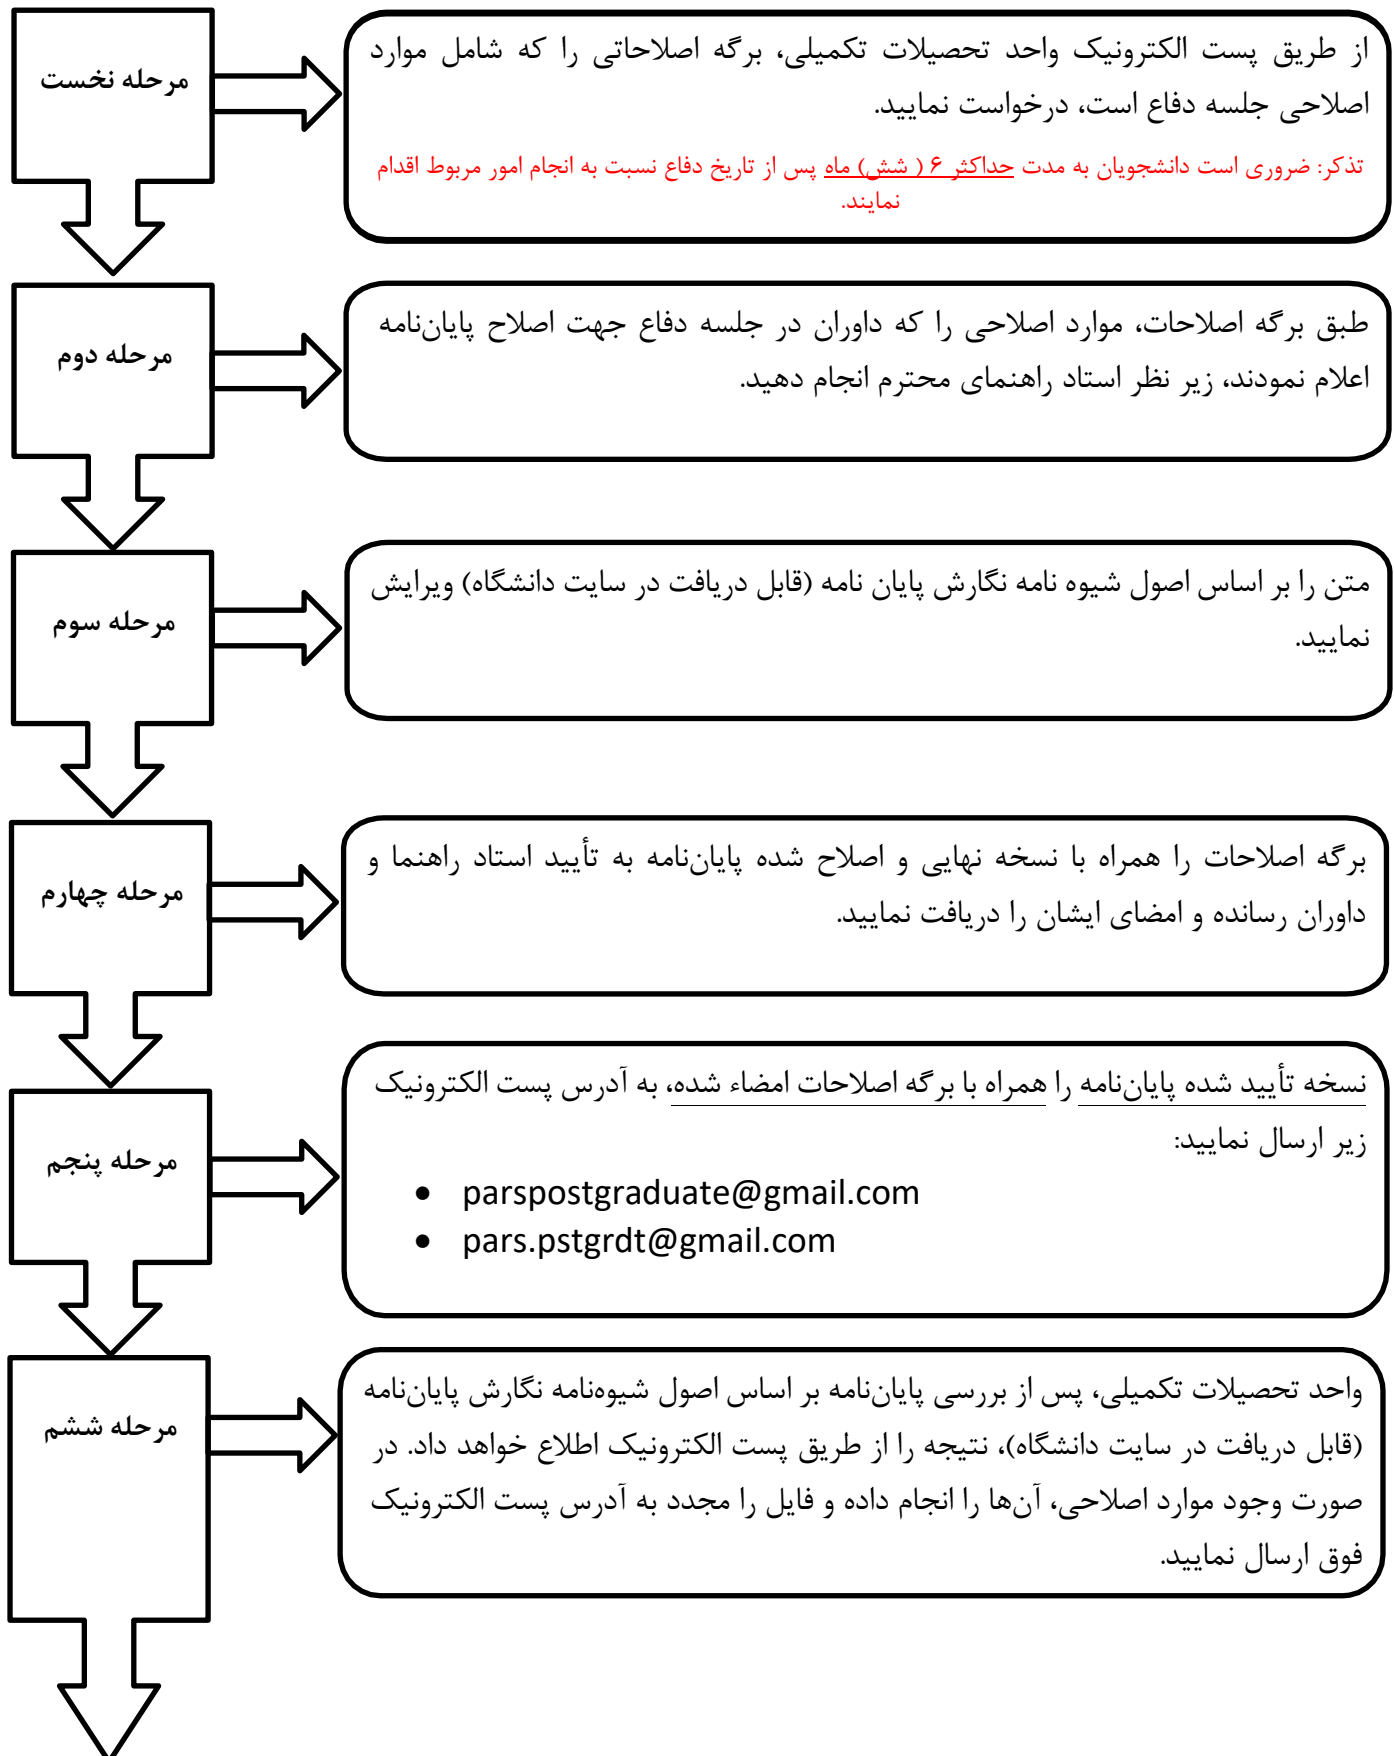 مرحله نخست
از طریق پست الکترونیک واحد تحصیلات تکمیلی، برگه اصلاحاتی را که شامل موارد
اصلاحی جلسه دفاع است، درخواست نمایید.
تذکر: ضروری است دانشجویان به مدت حداکثر ۶ ( شش) ماه پس از تاریخ دفاع نسبت به انجام امور مربوط اقدام
نمایند.
مرحله دوم
طبق برگه اصلاحات، موارد اصلاحی را که داوران در جلسه دفاع جهت اصلاح پایان‌نامه
اعلام نمودند، زیر نظر استاد راهنمای محترم انجام دهید.
مرحله سوم
متن را بر اساس اصول شیوه نامه نگارش پایان نامه (قابل دریافت در سایت دانشگاه) ویرایش
نمایید.
مرحله چهارم
برگه اصلاحات را همراه با نسخه نهایی و اصلاح شده پایان‌نامه به تأیید استاد راهنما و
داوران رسانده و امضای ایشان را دریافت نمایید.
مرحله پنجم
نسخه تأیید شده پایان‌نامه را همراه با برگه اصلاحات امضاء شده، به آدرس پست الکترونیک
زیر ارسال نمایید:
• parspostgraduate@gmail.com
• pars.pstgrdt@gmail.com
مرحله ششم
واحد تحصیلات تکمیلی، پس از بررسی پایان‌نامه بر اساس اصول شیوه‌نامه نگارش پایان‌نامه
(قابل دریافت در سایت دانشگاه)، نتیجه را از طریق پست الکترونیک اطلاع خواهد داد. در
صورت وجود موارد اصلاحی، آن‌ها را انجام داده و فایل را مجدد به آدرس پست الکترونیک
فوق ارسال نمایید.